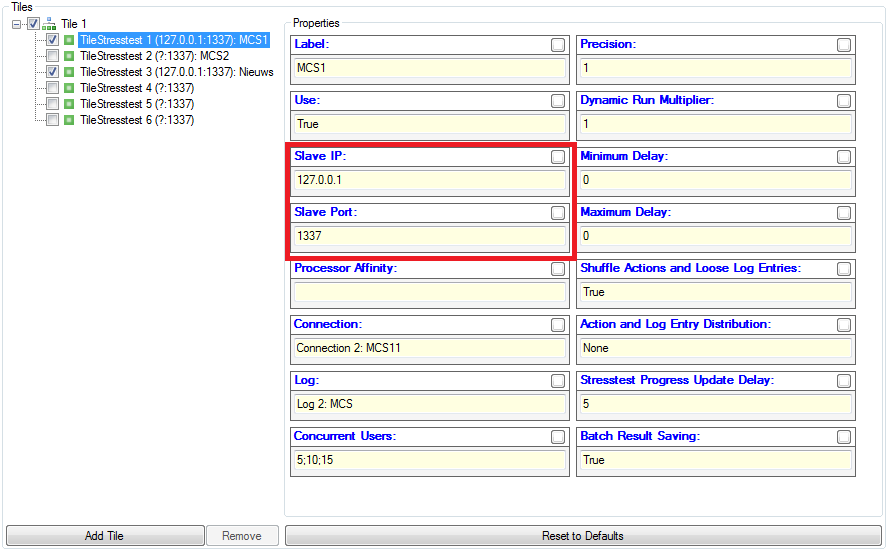 Tiles
Tile 1
TileStresstest 1 (127.0.0.1:1337): MCS1
TileStresstest 2 (?:1337): MCS2
TileStresstest 3 (127.0.0.1:1337): Nieuws
TileStresstest 4 (?:1337)
TileStresstest 5 (?:1337)
TileStresstest 6 (?:1337)
Add Tile
Remove
Properties
Label:
MCS1
Precision:
1
Use:
True
Dynamic Run Multiplier:
1
Slave IP:
127.0.0.1
Minimum Delay:
0
Slave Port:
1337
Maximum Delay:
0
Processor Affinity:
Shuffle Actions and Loose Log Entries:
True
Connection:
Connection 2: MCS11
Action and Log Entry Distribution:
None
Log:
Log 2: MCS
Stresstest Progress Update Delay:
5
Concurrent Users:
5;10;15
Batch Result Saving:
True
Reset to Defaults